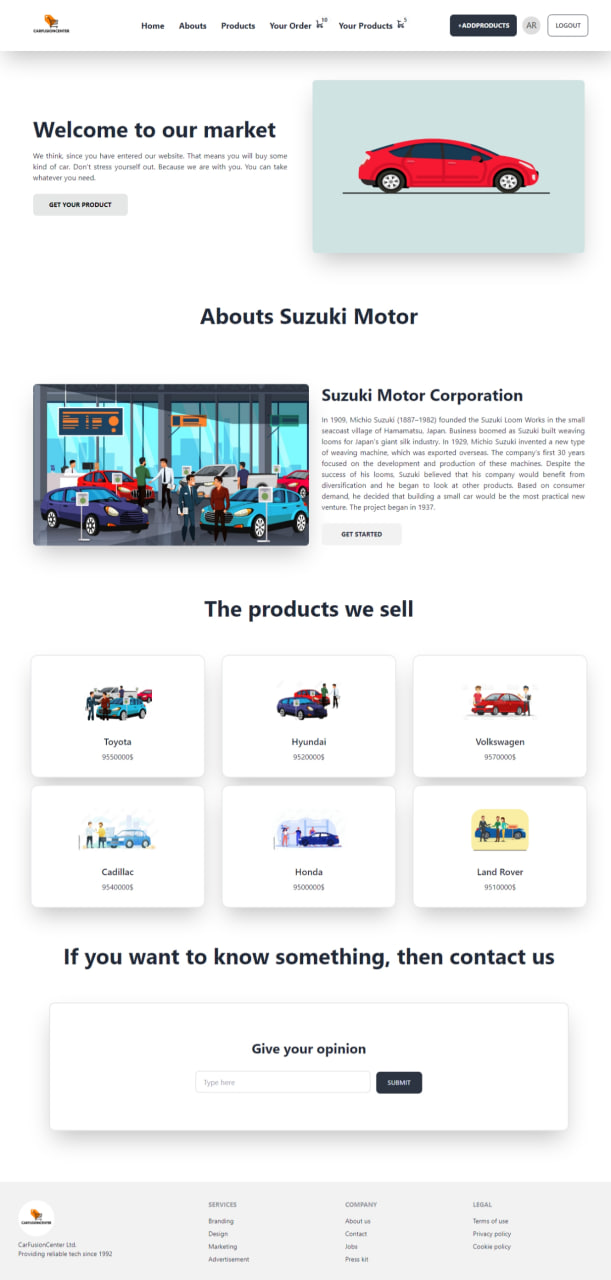 CARFUSIONCENTER
Home Abouts Products Your Order 10 Your Products 5 +ADDPRODUCTS AR LOGOUT
Welcome to our market
We think, since you have entered our website. That means you will buy some
kind of car. Don't stress yourself out. Because we are with you. You can take
whatever you need.
GET YOUR PRODUCT
Abouts Suzuki Motor
Suzuki Motor Corporation
In 1909, Michio Suzuki (1887–1982) founded the Suzuki Loom Works in the small
seacoast village of Hamamatsu, Japan. Business boomed as Suzuki built weaving
looms for Japan's giant silk industry. In 1929, Michio Suzuki invented a new type
of weaving machine, which was exported overseas. The company's first 30 years
focused on the development and production of these machines. Despite the
success of his looms, Suzuki believed that his company would benefit from
diversification and he began to look at other products. Based on consumer
demand, he decided that building a small car would be the most practical new
venture. The project began in 1937.
GET STARTED
The products we sell
Toyota
9550000$
Hyundai
9520000$
Volkswagen
9570000$
Cadillac
9540000$
Honda
9500000$
Land Rover
9510000$
If you want to know something, then contact us
Give your opinion
Type here
SUBMIT
CARFUSIONCENTER
CarFusionCenter Ltd.
Providing reliable tech since 1992
SERVICES
Branding
Design
Marketing
Advertisement
COMPANY
About us
Contact
Jobs
Press kit
LEGAL
Terms of use
Privacy policy
Cookie policy